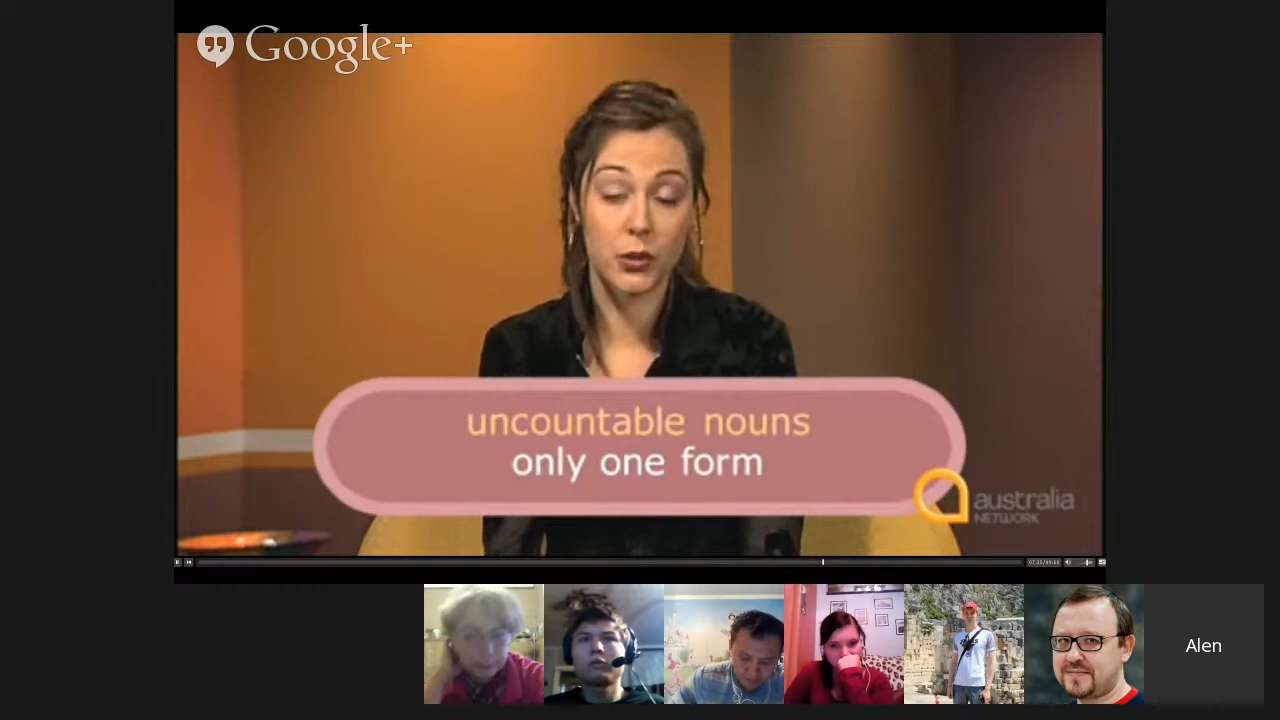 Google+
uncountable nouns
only one form
australia
NETWORK
Alen